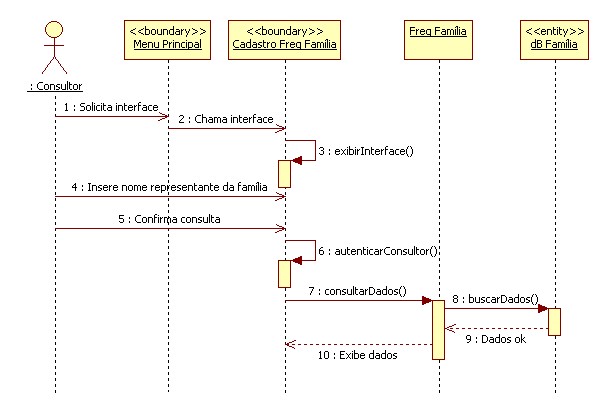 <<boundary>>
Menu Principal
<<boundary>>
Cadastro Freq Família
Freq Família
<<entity>>
dB Família
: Consultor
1 : Solicita interface
2 : Chama interface
3 : exibirInterface()
4 : Insere nome representante da família
5 : Confirma consulta
6 : autenticarConsultor()
7 : consultarDados()
8 : buscarDados()
9 : Dados ok
10 : Exibe dados